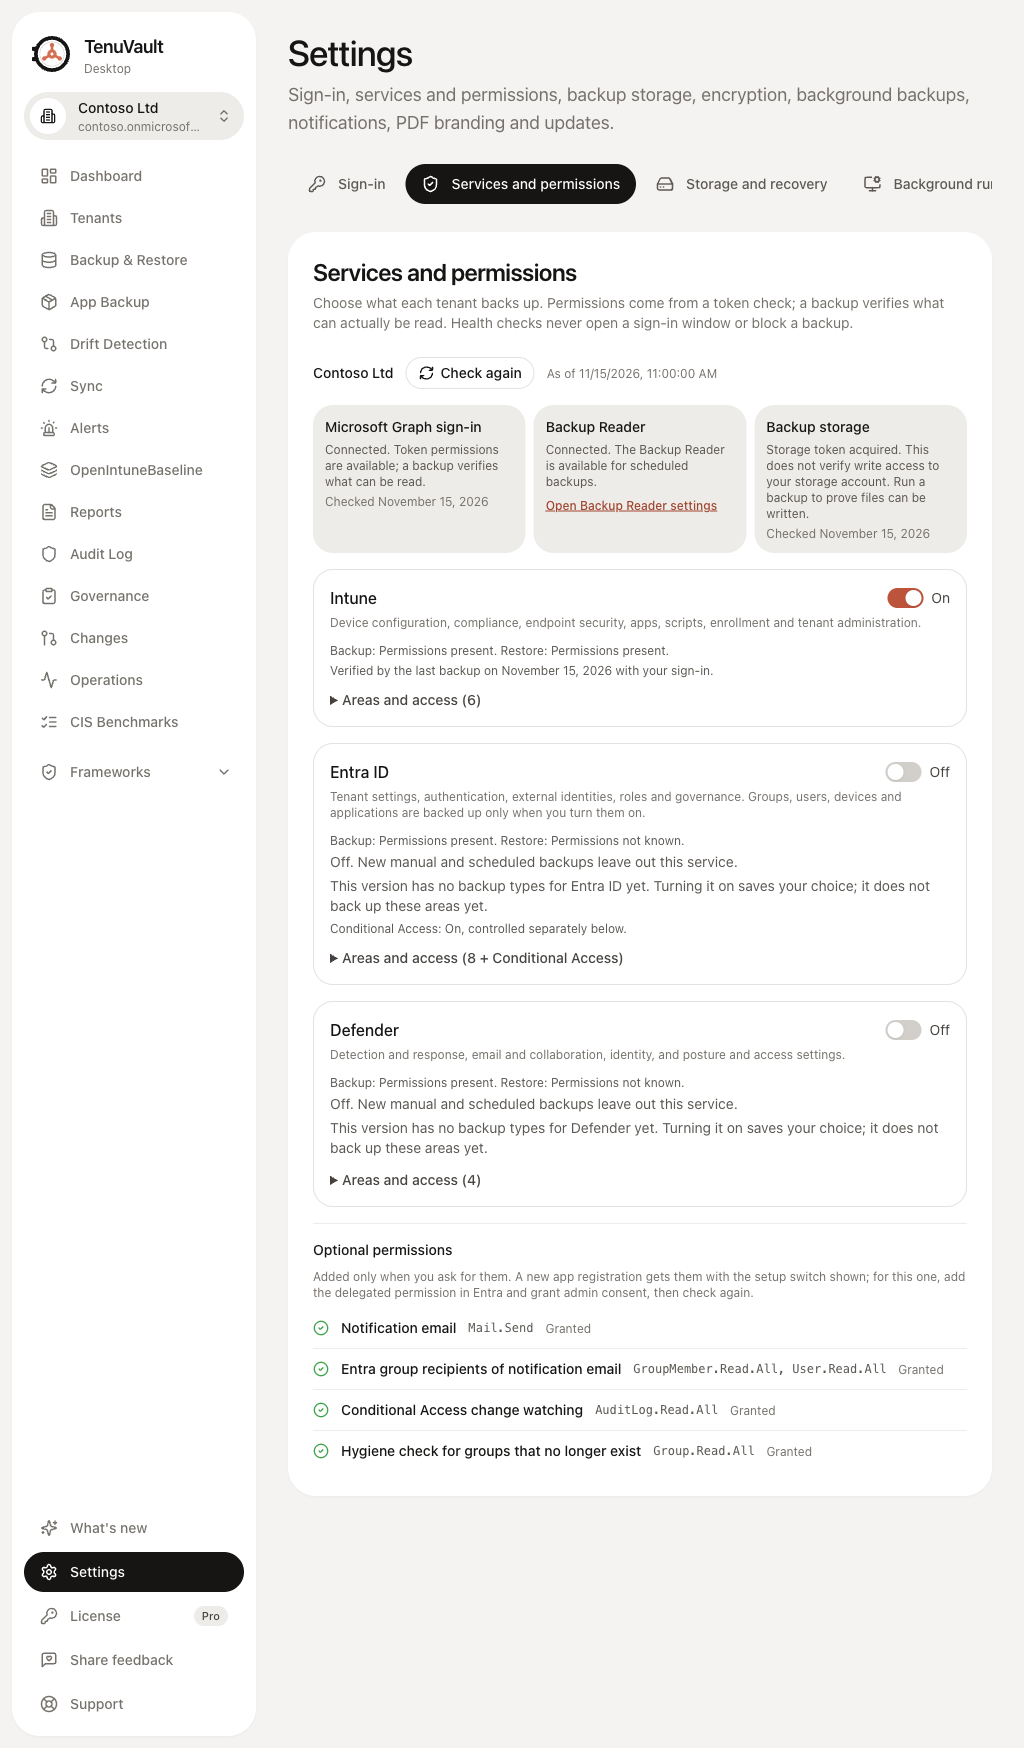 TenuVault
Desktop
Contoso Ltd
contoso.onmicrosof...
Dashboard
Tenants
Backup & Restore
App Backup
Drift Detection
Sync
Alerts
OpenIntuneBaseline
Reports
Audit Log
Governance
Changes
Operations
CIS Benchmarks
Frameworks
What's new
Settings
License
Pro
Share feedback
Support
Settings
Sign-in, services and permissions, backup storage, encryption, background backups,
notifications, PDF branding and updates.
Sign-in
Services and permissions
Storage and recovery
Background ru
Services and permissions
Choose what each tenant backs up. Permissions come from a token check; a backup verifies what
can actually be read. Health checks never open a sign-in window or block a backup.
Contoso Ltd
Check again
As of 11/15/2026, 11:00:00 AM
Microsoft Graph sign-in
Connected. Token permissions
are available; a backup verifies
what can be read.
Checked November 15, 2026
Backup Reader
Connected. The Backup Reader
is available for scheduled
backups.
Open Backup Reader settings
Backup storage
Storage token acquired. This
does not verify write access to
your storage account. Run a
backup to prove files can be
written.
Checked November 15, 2026
Intune
On
Device configuration, compliance, endpoint security, apps, scripts, enrollment and tenant administration.
Backup: Permissions present. Restore: Permissions present.
Verified by the last backup on November 15, 2026 with your sign-in.
Areas and access (6)
Entra ID
Off
Tenant settings, authentication, external identities, roles and governance. Groups, users, devices and
applications are backed up only when you turn them on.
Backup: Permissions present. Restore: Permissions not known.
Off. New manual and scheduled backups leave out this service.
This version has no backup types for Entra ID yet. Turning it on saves your choice; it does not
back up these areas yet.
Conditional Access: On, controlled separately below.
Areas and access (8 + Conditional Access)
Defender
Off
Detection and response, email and collaboration, identity, and posture and access settings.
Backup: Permissions present. Restore: Permissions not known.
Off. New manual and scheduled backups leave out this service.
This version has no backup types for Defender yet. Turning it on saves your choice; it does not
back up these areas yet.
Areas and access (4)
Optional permissions
Added only when you ask for them. A new app registration gets them with the setup switch shown; for this one, add
the delegated permission in Entra and grant admin consent, then check again.
Notification email Mail.Send Granted
Entra group recipients of notification email GroupMember.Read.All, User.Read.All Granted
Conditional Access change watching AuditLog.Read.All Granted
Hygiene check for groups that no longer exist Group.Read.All Granted